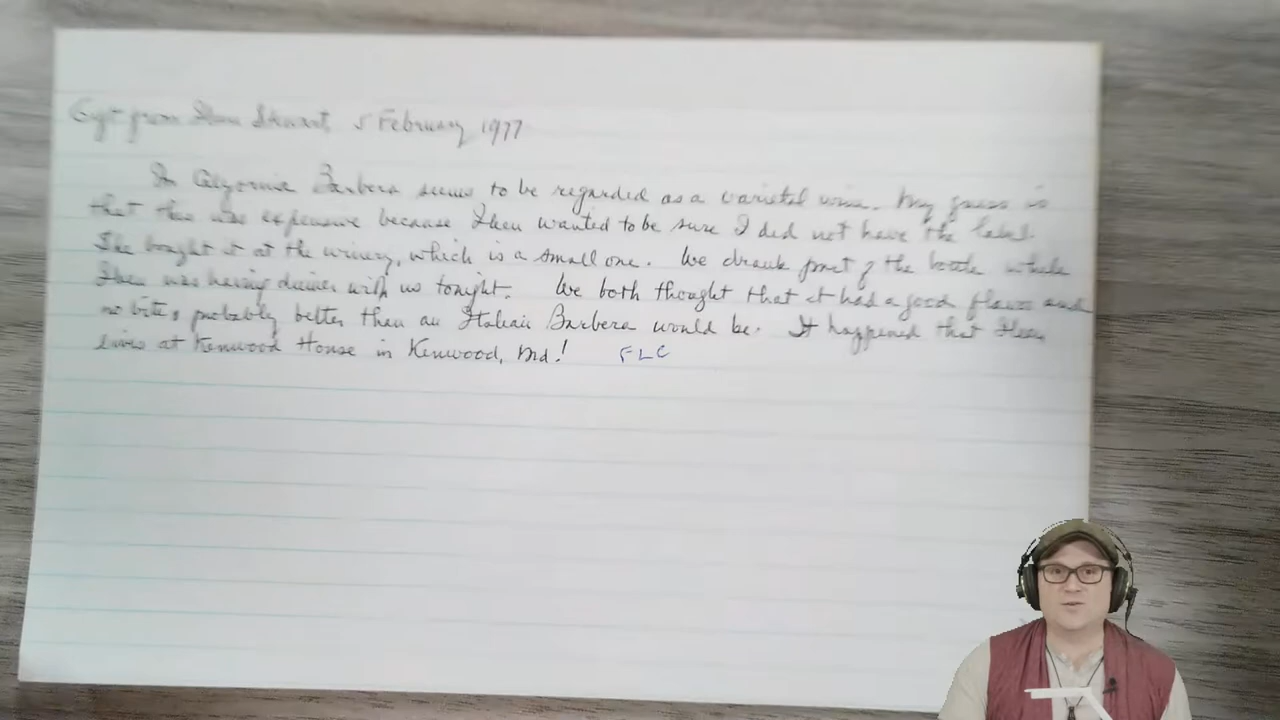 Gift from Ilene Stewart, 5 February 1977
In California Barbera seems to be regarded as a varietal wine. My guess is
that this was expensive because Ilene wanted to be sure I did not have the label.
She bought it at the winery, which is a small one. We drank part of the bottle while
Ilene was having dinner with us tonight. We both thought that it had a good flavor and
no bite, probably better than an Italian Barbera would be. It happened that Ilene
lives at Kenwood House in Kenwood, Md! FLC